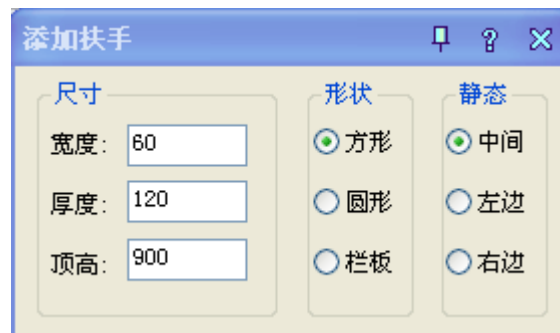 添加扶手
尺寸
宽度: 60
厚度: 120
顶高: 900
形状
方形
圆形
栏板
静态
中间
左边
右边